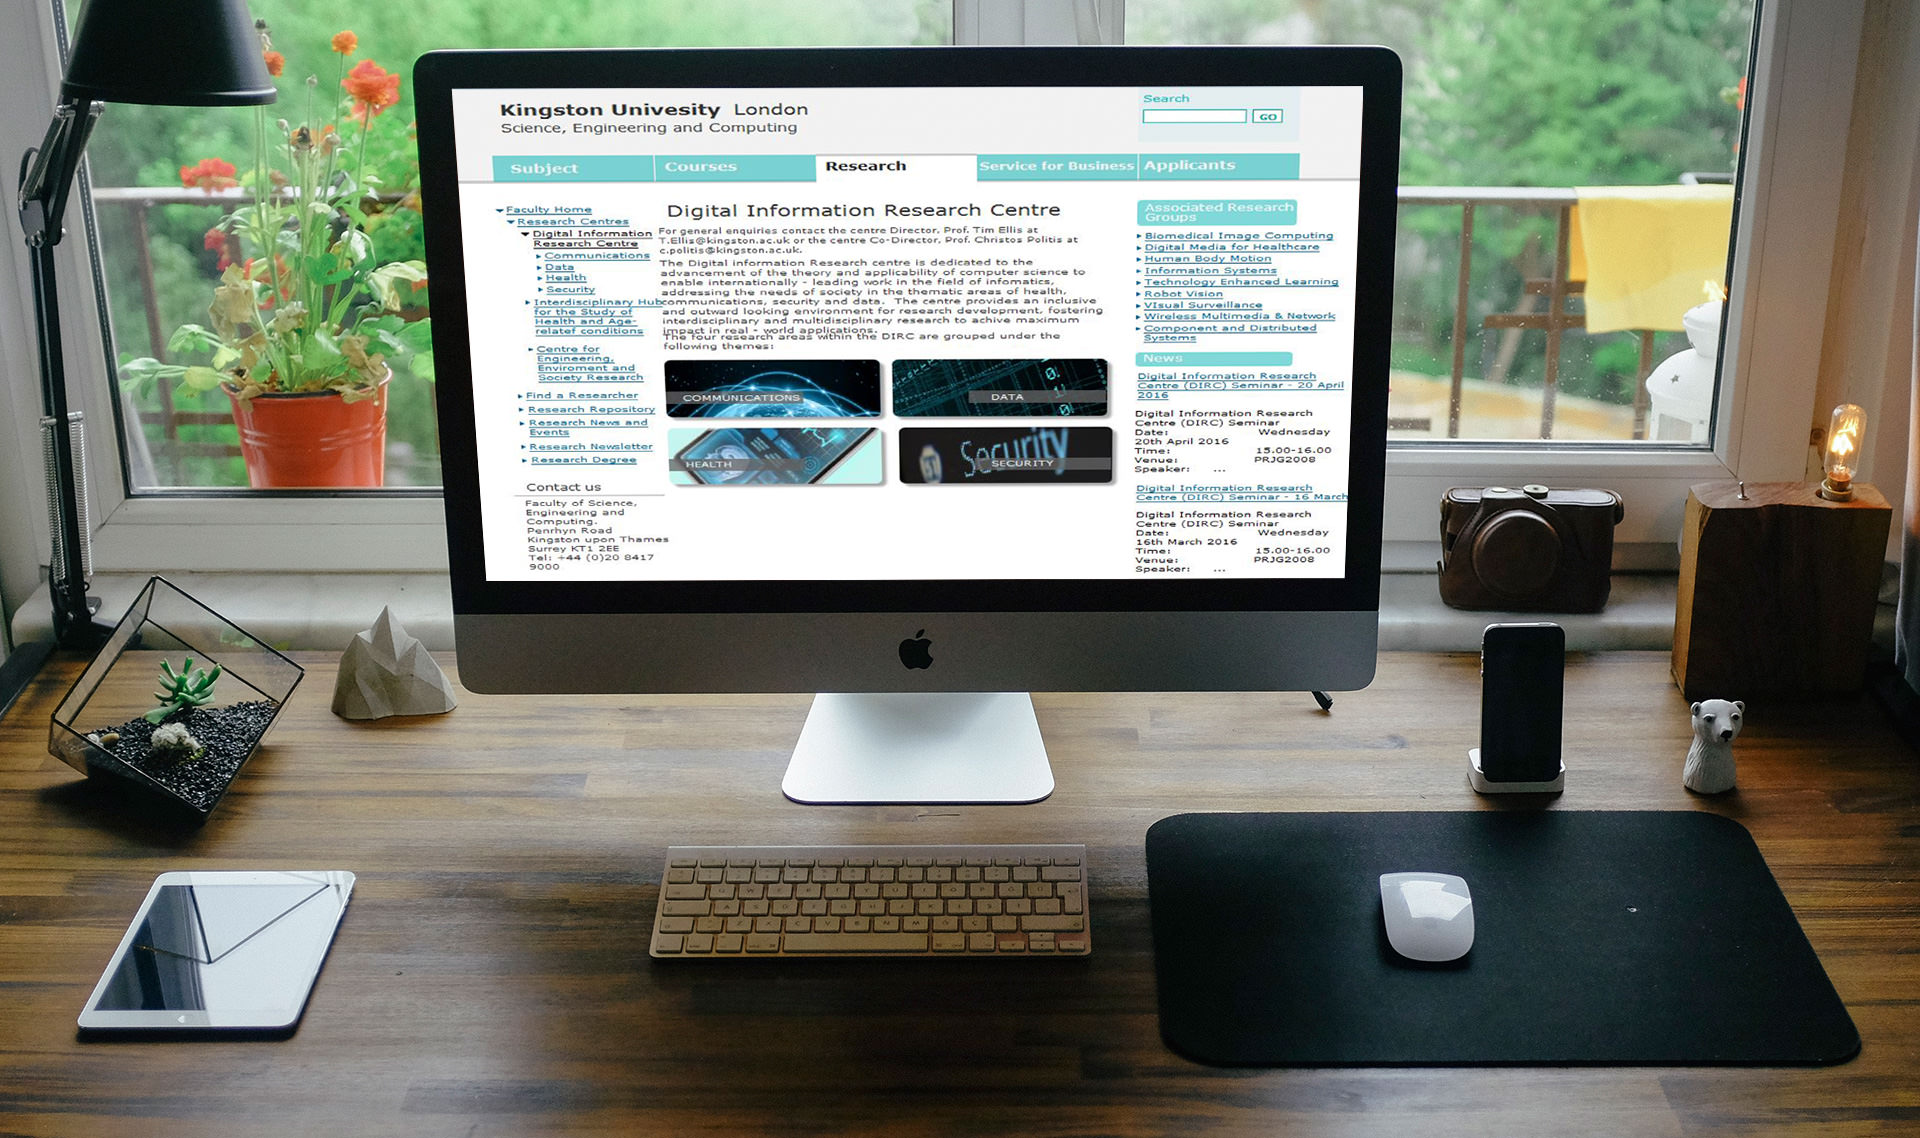 Kingston Univesity London
Science, Engineering and Computing
Search
GO
Subject
Courses
Research
Service for Business
Applicants
Faculty Home
Research Centres
Digital Information
Research Centre
Communications
Data
Health
Security
Interdisciplinary Hub
for the Study of
Health and Age-
relatef conditions
Centre for
Engineering,
Enviroment and
Society Research
Find a Researcher
Research Repository
Research News and
Events
Research Newsletter
Research Degree
Contact us
Faculty of Science,
Engineering and
Computing.
Penrhyn Road
Kingston upon Thames
Surrey KT1 2EE
Tel: +44 (0)20 8417
9000
Digital Information Research Centre
For general enquiries contact the centre Director, Prof. Tim Ellis at
T.Ellis@kingston.ac.uk or the centre Co-Director, Prof. Christos Politis at
c.politis@kingston.ac.uk.
The Digital information Research centre is dedicated to the
advancement of the theory and applicability of computer science to
enable internationally - leading work in the field of infomatics,
addressing the needs of society in the thematic areas of health,
communications, security and data. The centre provides an inclusive
and outward looking environment for research development, fostering
interdisciplinary and multidisciplinary research to achive maximum
impact in real - world applications.
The four research areas within the DIRC are grouped under the
following themes:
COMMUNICATIONS
DATA
HEALTH
Security
SECURITY
Associated Research
Groups
Biomedical Image Computing
Digital Media for Healthcare
Human Body Motion
Information Systems
Technology Enhanced Learning
Robot Vision
VIsual Surveillance
Wireless Multimedia & Network
Component and Distributed
Systems
News
Digital Information Research
Centre (DIRC) Seminar - 20 April
2016
Digital Information Research
Centre (DIRC) Seminar
Date: Wednesday
20th April 2016
Time: 15.00-16.00
Venue: PRJG2008
Speaker: ...
Digital Information Research
Centre (DIRC) Seminar - 16 March
Digital Information Research
Centre (DIRC) Seminar
Date: Wednesday
16th March 2016
Time: 15.00-16.00
Venue: PRJG2008
Speaker: ...